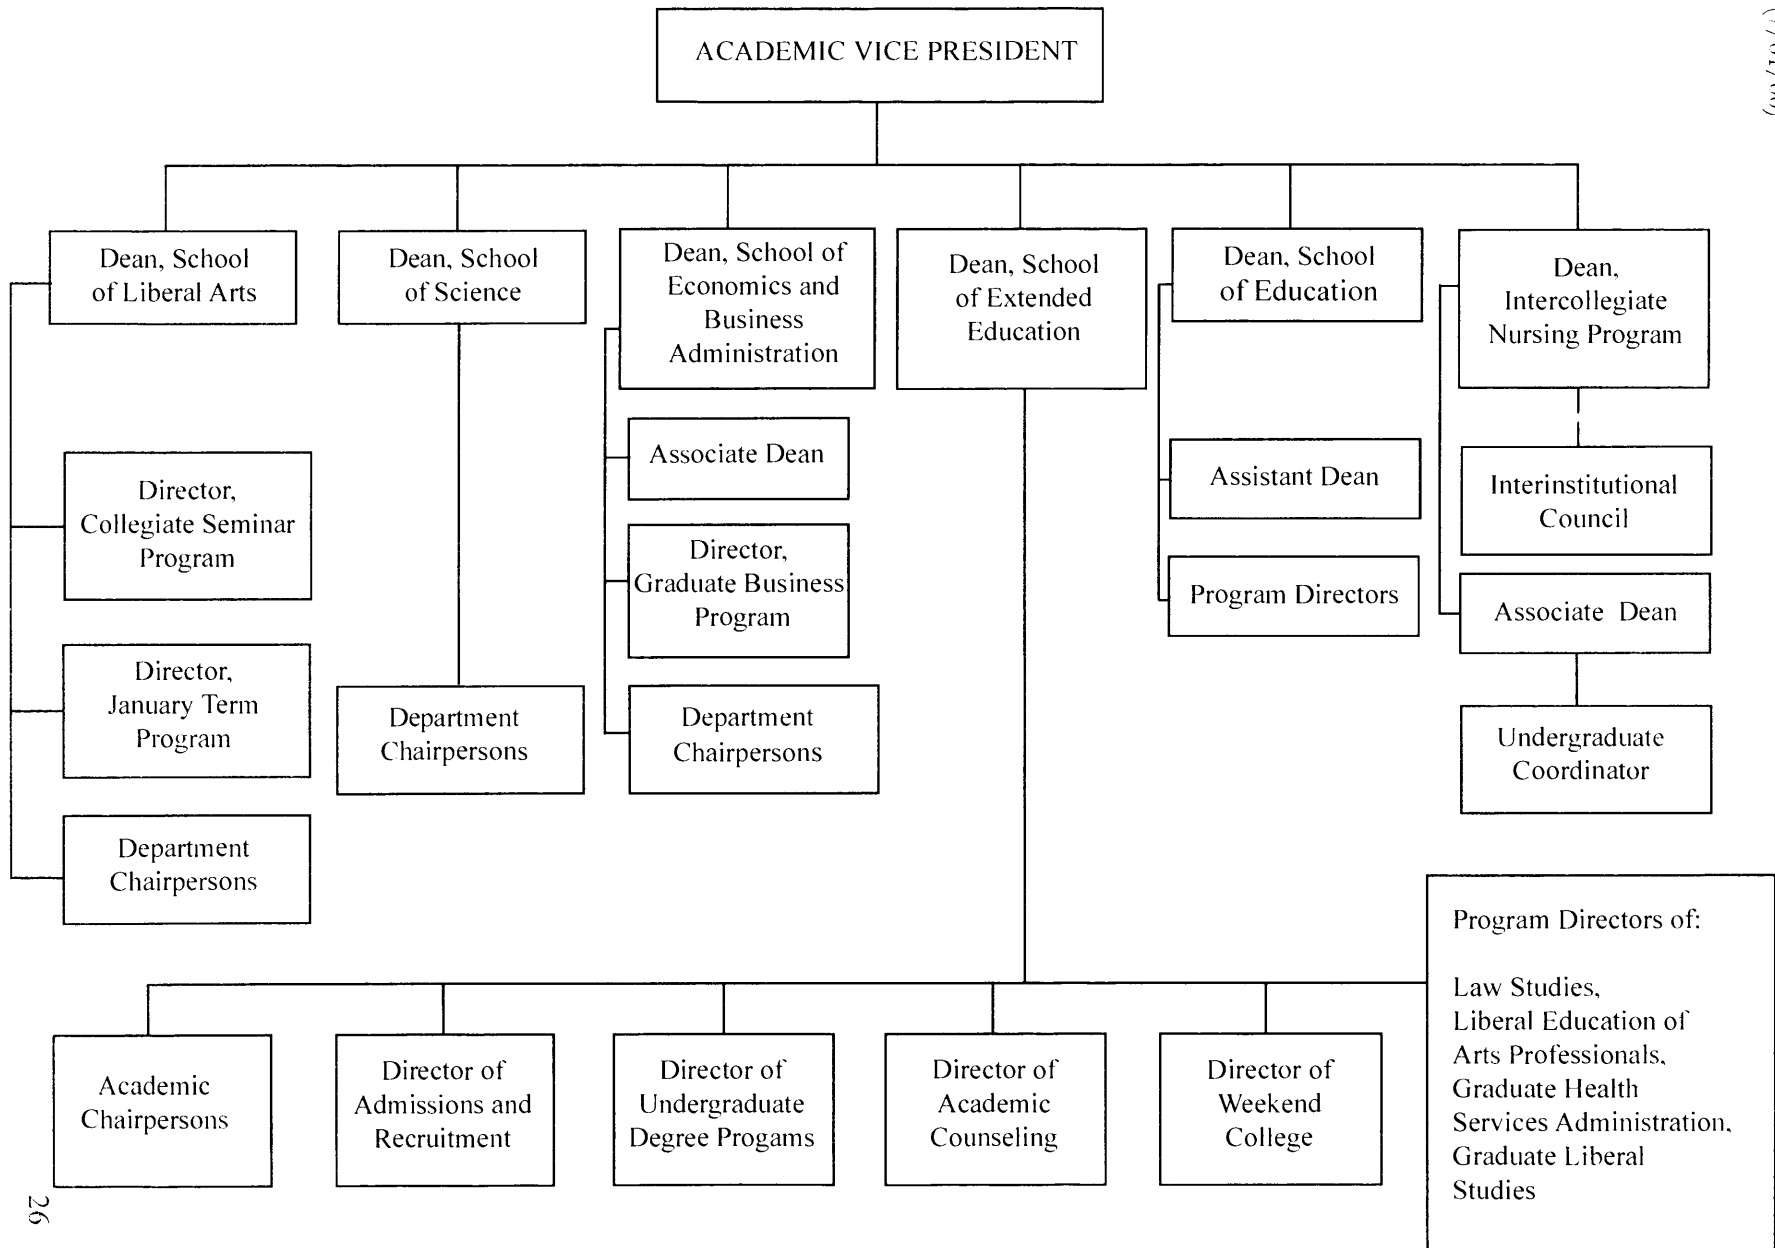 ACADEMIC VICE PRESIDENT
Dean, School
of Liberal Arts
Dean, School
of Science
Dean, School of
Economics and
Business
Administration
Dean, School
of Extended
Education
Dean, School
of Education
Dean,
Intercollegiate
Nursing Program
Director,
Collegiate Seminar
Program
Director,
January Term
Program
Department
Chairpersons
Department
Chairpersons
Associate Dean
Director,
Graduate Business
Program
Department
Chairpersons
Assistant Dean
Program Directors
Interinstitutional
Council
Associate Dean
Undergraduate
Coordinator
Academic
Chairpersons
Director of
Admissions and
Recruitment
Director of
Undergraduate
Degree Progams
Director of
Academic
Counseling
Director of
Weekend
College
Program Directors of:
Law Studies,
Liberal Education of
Arts Professionals,
Graduate Health
Services Administration,
Graduate Liberal
Studies
26